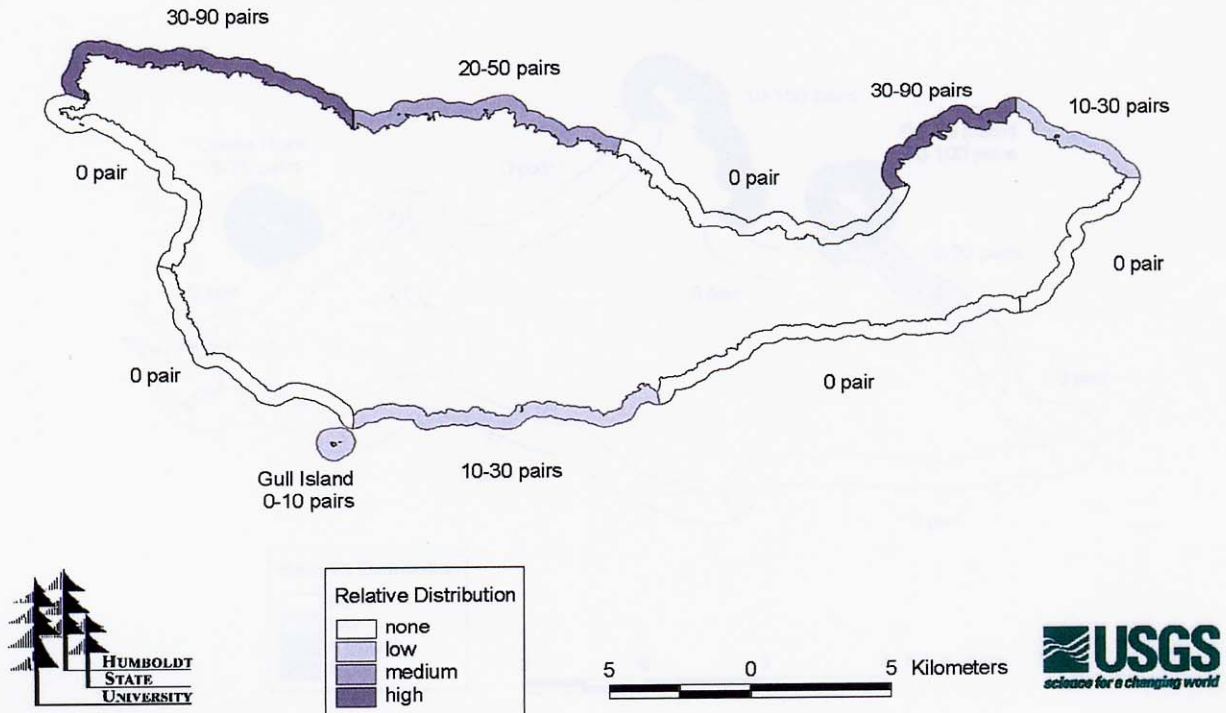 30-90 pairs
20-50 pairs
30-90 pairs
10-30 pairs
0 pair
0 pair
0 pair
0 pair
0 pair
Gull Island
0-10 pairs
10-30 pairs
Relative Distribution
none
low
medium
high
HUMBOLDT
STATE
UNIVERSITY
5 0 5 Kilometers
USGS
science for a changing world